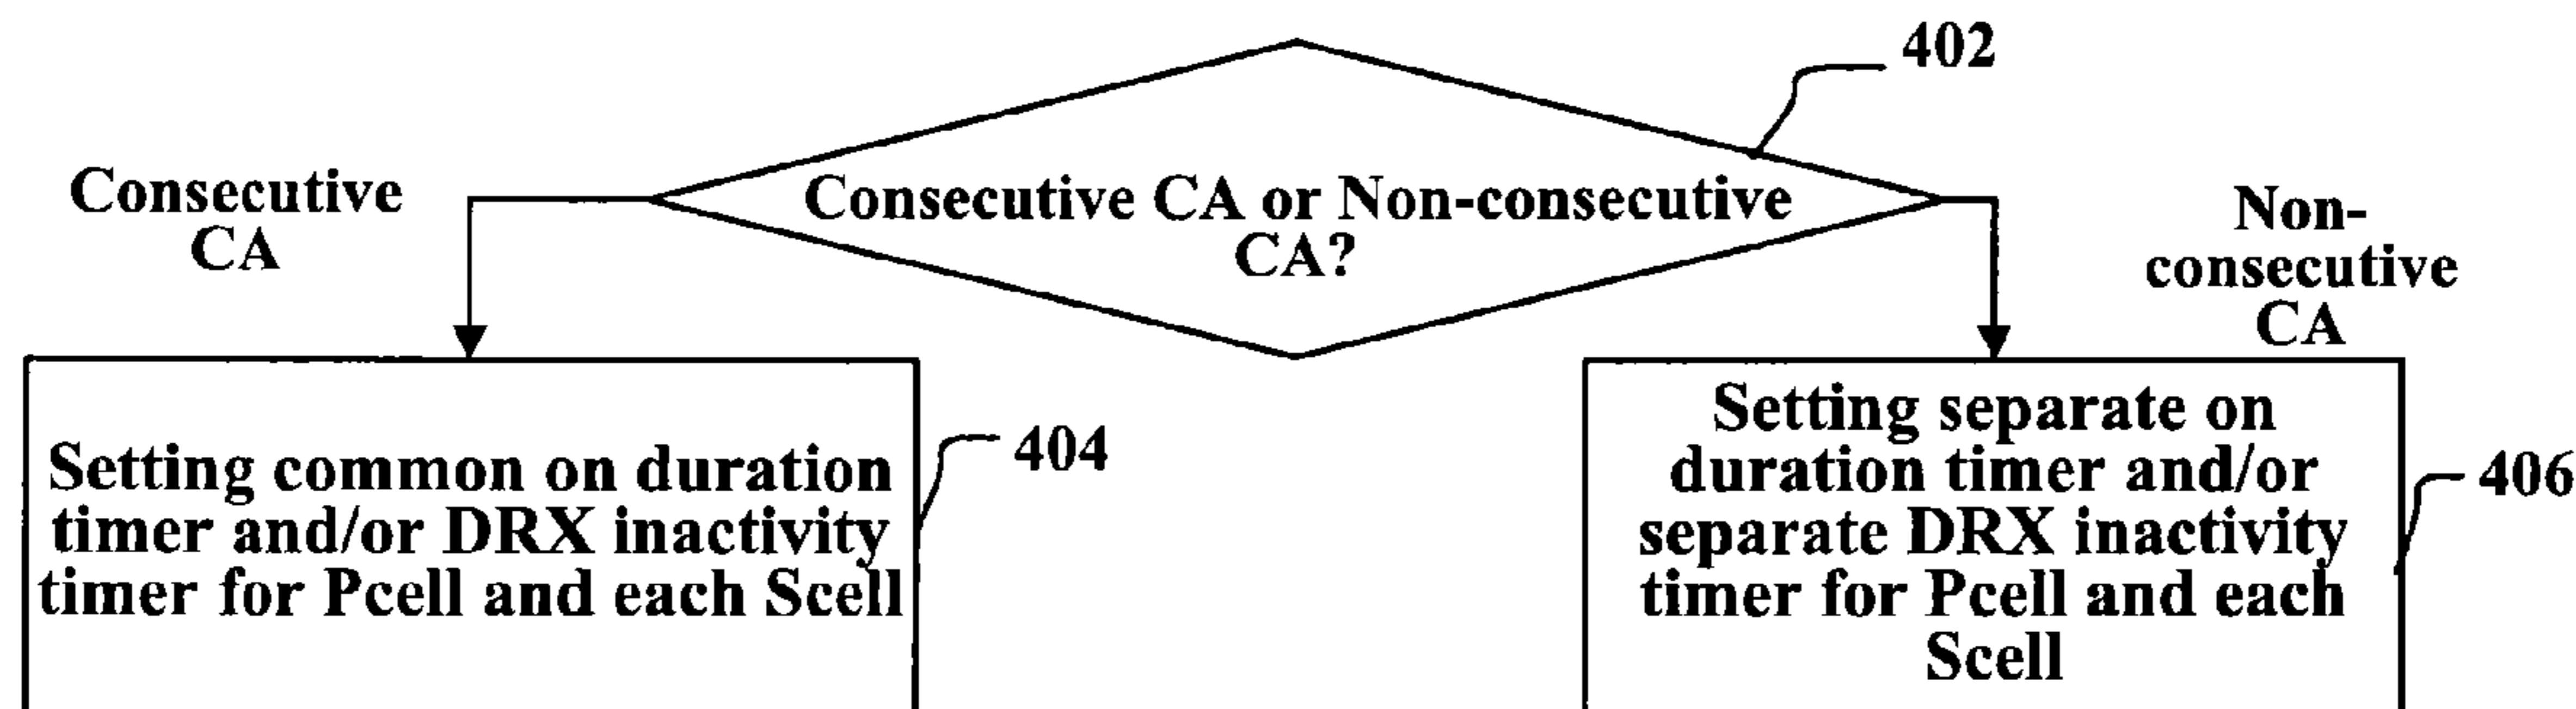 402
Consecutive CA or Non-consecutive
CA?
Consecutive
CA
Non-
consecutive
CA
Setting common on duration
timer and/or DRX inactivity
timer for Pcell and each Scell
404
Setting separate on
duration timer and/or
separate DRX inactivity
timer for Pcell and each
Scell
406